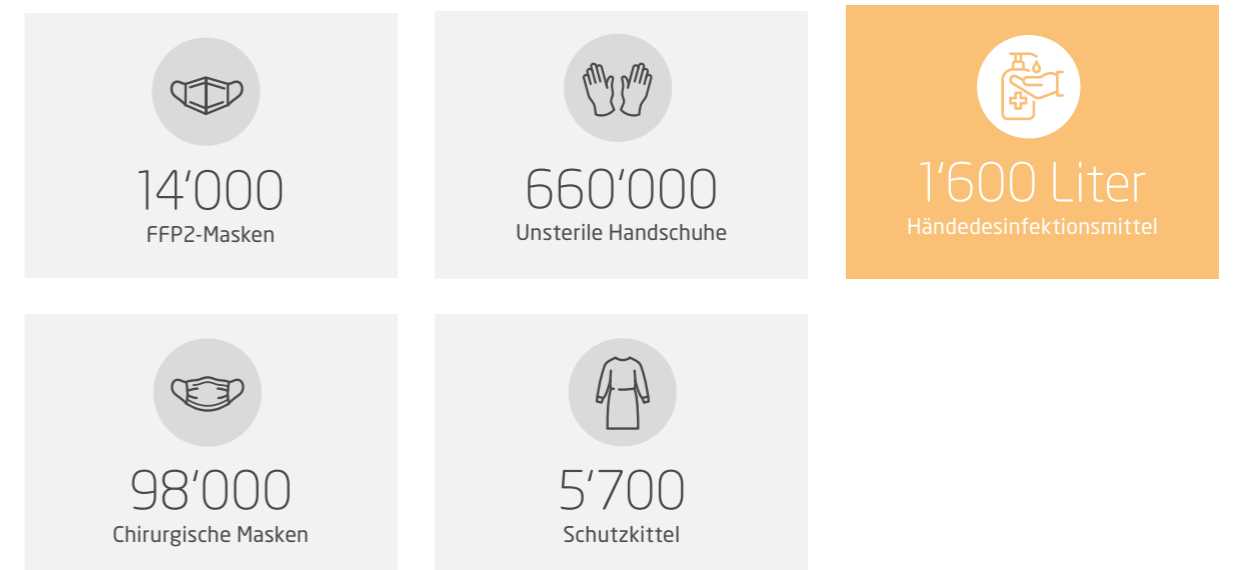 14‘000
FFP2-Masken
660‘000
Unsterile Handschuhe
1‘600 Liter
Händedesinfektionsmittel
98‘000
Chirurgische Masken
5‘700
Schutzkittel